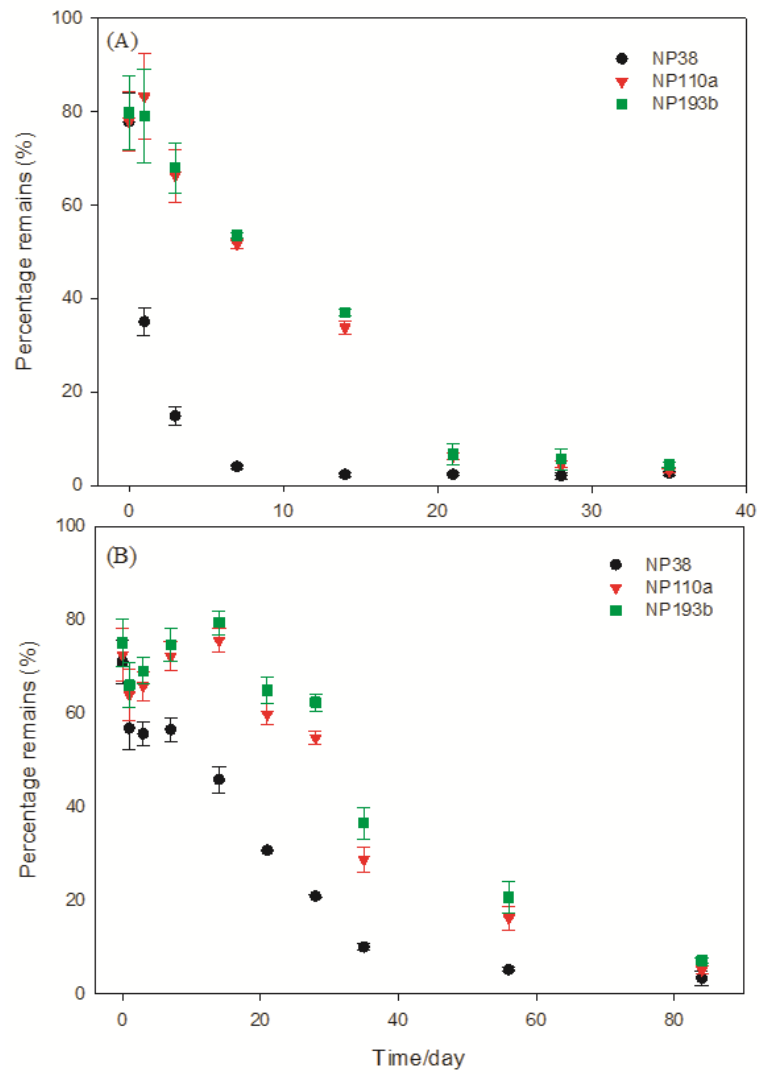 (A)
NP38
NP110a
NP193b
Percentage remains (%)
100
80
60
40
20
0
0 10 20 30 40
(B)
NP38
NP110a
NP193b
Percentage remains (%)
100
80
60
40
20
0
0 20 40 60 80
Time/day